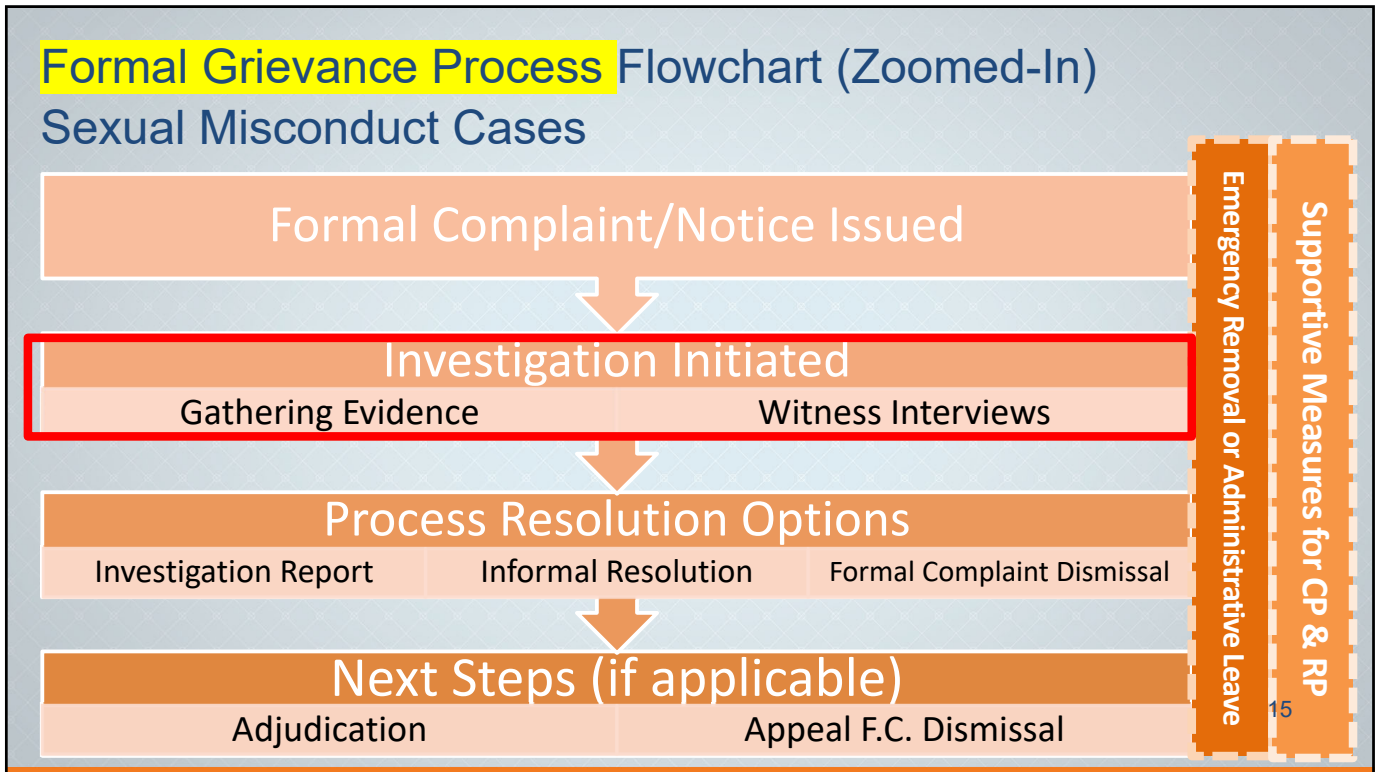 Formal Grievance Process Flowchart (Zoomed-In)
Sexual Misconduct Cases
Formal Complaint/Notice Issued
Investigation Initiated
Gathering Evidence
Witness Interviews
Process Resolution Options
Investigation Report
Informal Resolution
Formal Complaint Dismissal
Next Steps (if applicable)
Adjudication
Appeal F.C. Dismissal
Emergency Removal or Administrative Leave
Supportive Measures for CP & RP
15